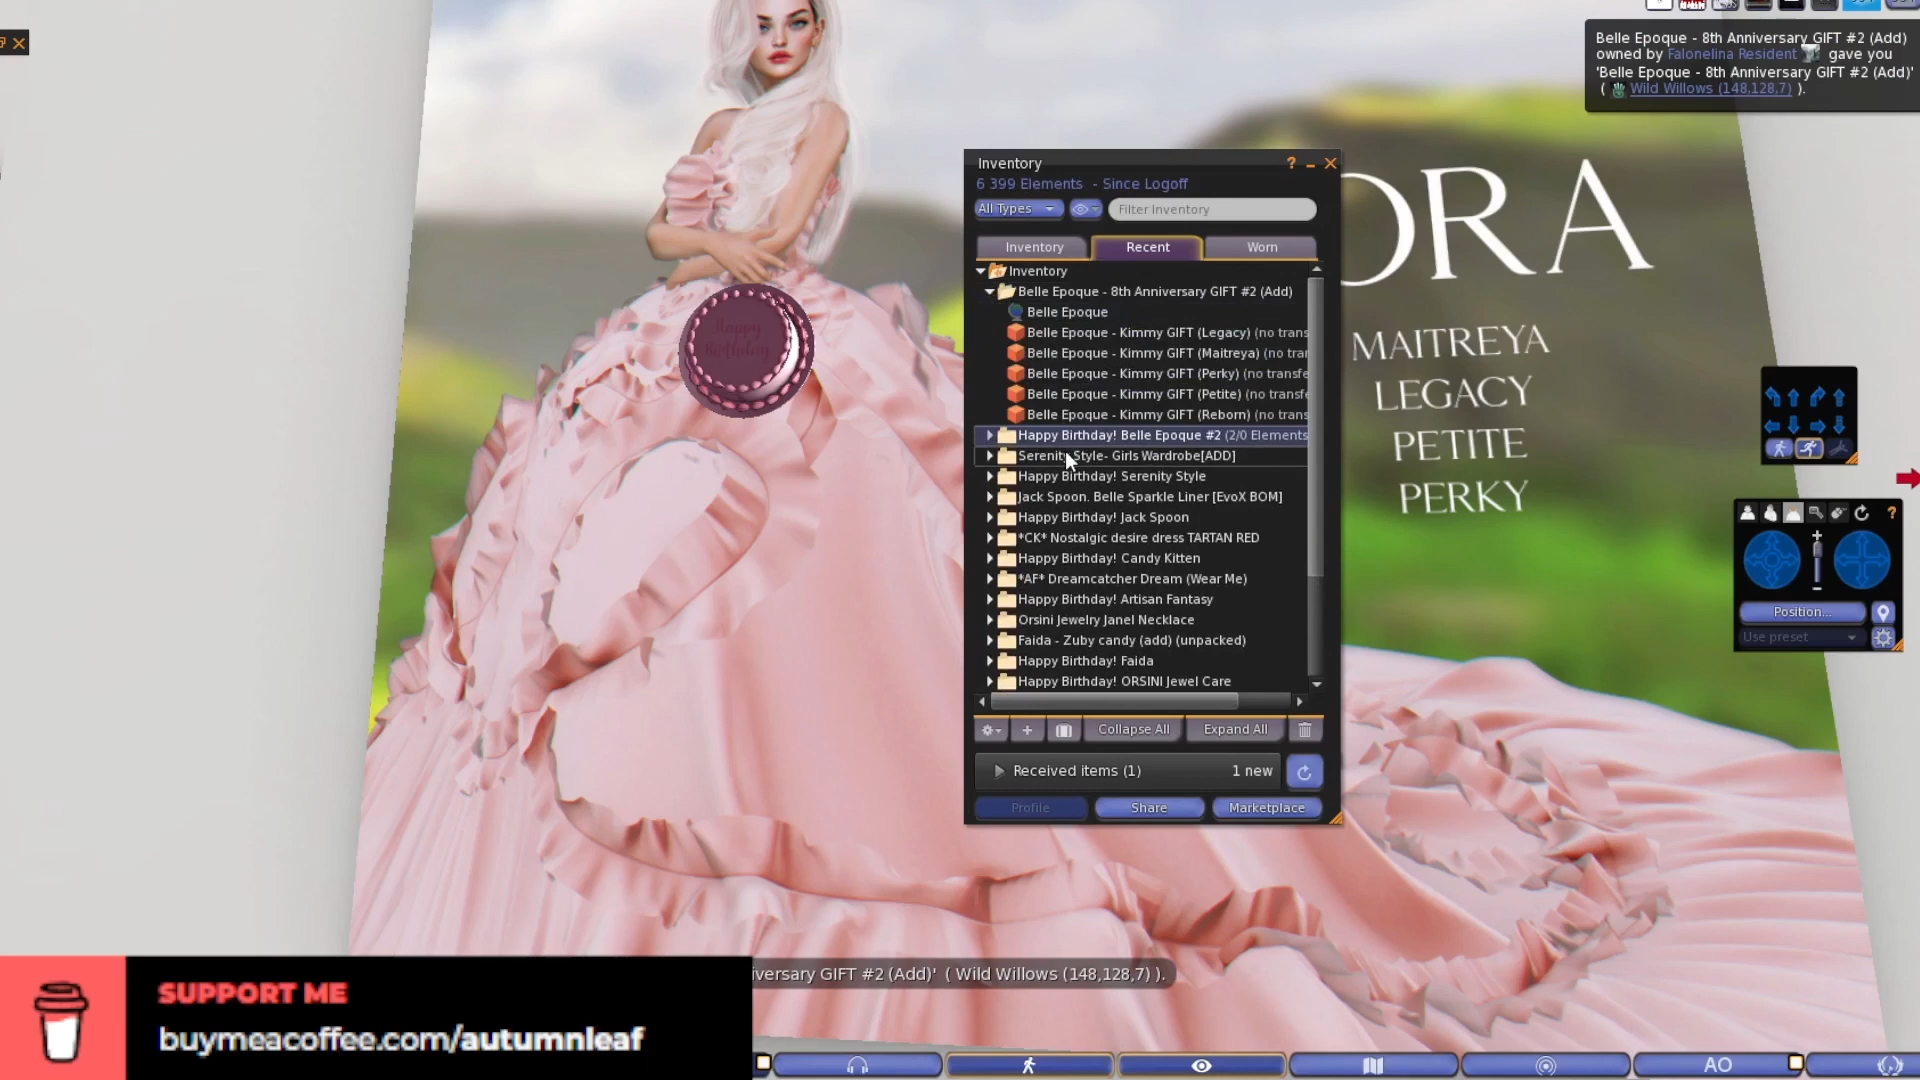 Belle Epoque - 8th Anniversary GIFT #2 (Add)
owned by Falonelina Resident gave you
'Belle Epoque - 8th Anniversary GIFT #2 (Add)'
( Wild Willows (148,128,7) ).
Happy
Birthday
ORA
MAITREYA
LEGACY
PETITE
PERKY
Inventory
?
6 399 Elements - Since Logoff
All Types
Filter Inventory
Inventory
Recent
Worn
Inventory
Belle Epoque - 8th Anniversary GIFT #2 (Add)
Belle Epoque
Belle Epoque - Kimmy GIFT (Legacy) (no trans
Belle Epoque - Kimmy GIFT (Maitreya) (no tran
Belle Epoque - Kimmy GIFT (Perky) (no transfe
Belle Epoque - Kimmy GIFT (Petite) (no transfe
Belle Epoque - Kimmy GIFT (Reborn) (no trans
Happy Birthday! Belle Epoque #2 (2/0 Elements
Serenity Style- Girls Wardrobe[ADD]
Happy Birthday! Serenity Style
Jack Spoon. Belle Sparkle Liner [EvoX BOM]
Happy Birthday! Jack Spoon
*CK* Nostalgic desire dress TARTAN RED
Happy Birthday! Candy Kitten
*AF* Dreamcatcher Dream (Wear Me)
Happy Birthday! Artisan Fantasy
Orsini Jewelry Janel Necklace
Faida - Zuby candy (add) (unpacked)
Happy Birthday! Faida
Happy Birthday! ORSINI Jewel Care
Collapse All
Expand All
Received items (1)
1 new
Profile
Share
Marketplace
?
Position...
Use preset
iversary GIFT #2 (Add)' ( Wild Willows (148,128,7) ).
SUPPORT ME
buymeacoffee.com/autumnleaf
AO